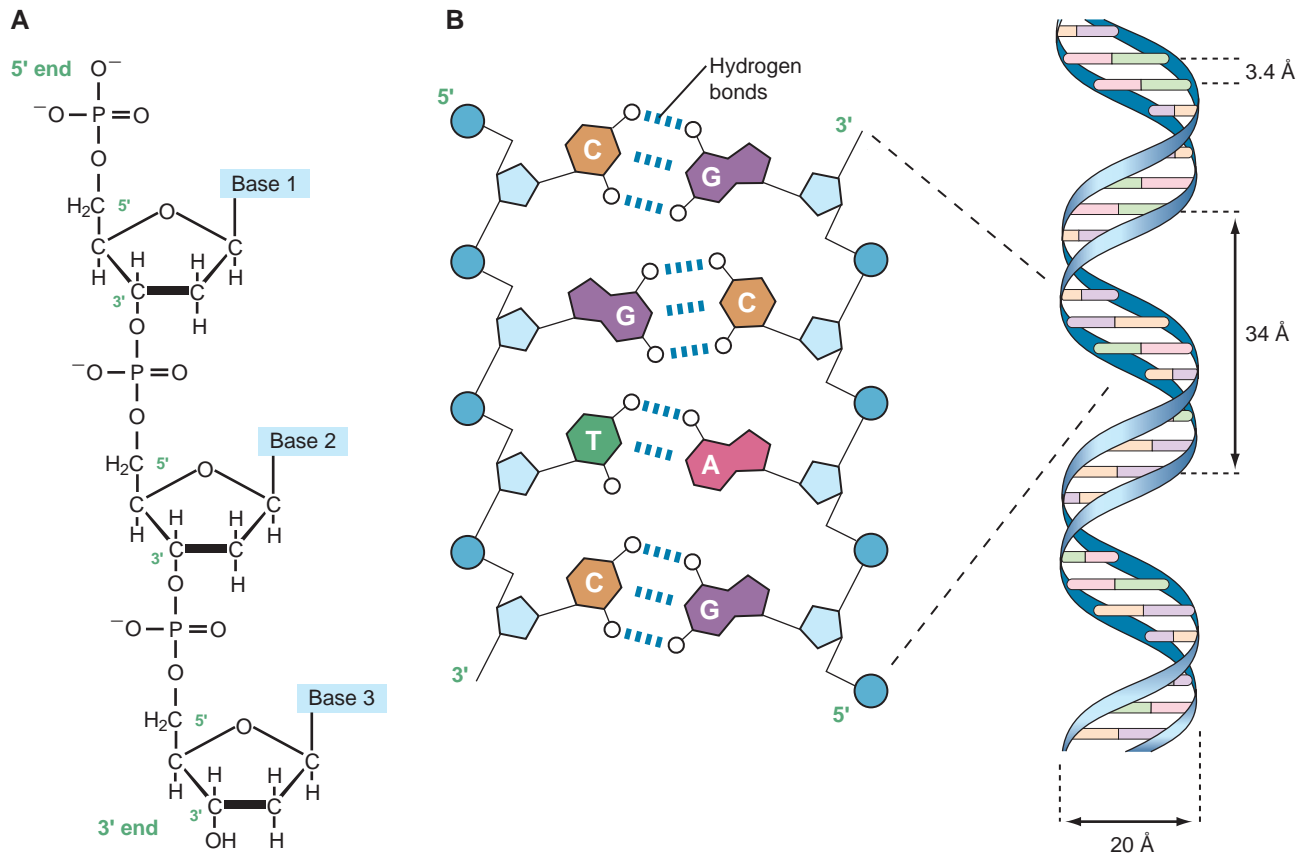 A
5' end
O⁻
⁻O
P
O
O
H₂C
5'
O
Base 1
C
C
H
H
H
C
3'
C
H
O
⁻O
P
O
O
H₂C
5'
O
Base 2
C
C
H
H
H
C
3'
C
H
O
⁻O
P
O
O
H₂C
5'
O
Base 3
C
C
H
H
H
H
C
3'
C
3' end
OH
H
B
Hydrogen
bonds
5'
3'
C
G
G
C
T
A
C
G
3'
5'
3.4 Å
34 Å
20 Å